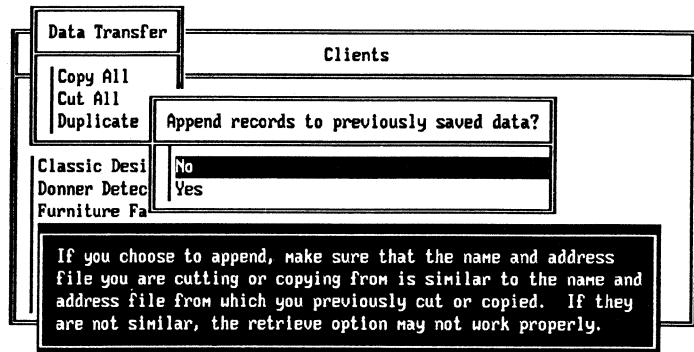 Data Transfer
Clients
Copy All
Cut All
Duplicate
Append records to previously saved data?
No
Yes
Classic Desi
Donner Detec
Furniture Fa
If you choose to append, make sure that the name and address
file you are cutting or copying from is similar to the name and
address file from which you previously cut or copied.  If they
are not similar, the retrieve option may not work properly.